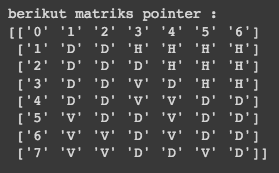 berikut matriks pointer :
[['0' '1' '2' '3' '4' '5' '6']
['1' 'D' 'D' 'H' 'H' 'H' 'H']
['2' 'D' 'D' 'D' 'H' 'H' 'H']
['3' 'D' 'D' 'V' 'D' 'H' 'H']
['4' 'D' 'D' 'V' 'V' 'D' 'D']
['5' 'V' 'D' 'V' 'V' 'D' 'D']
['6' 'V' 'V' 'D' 'V' 'D' 'D']
['7' 'V' 'V' 'D' 'D' 'V' 'D']]